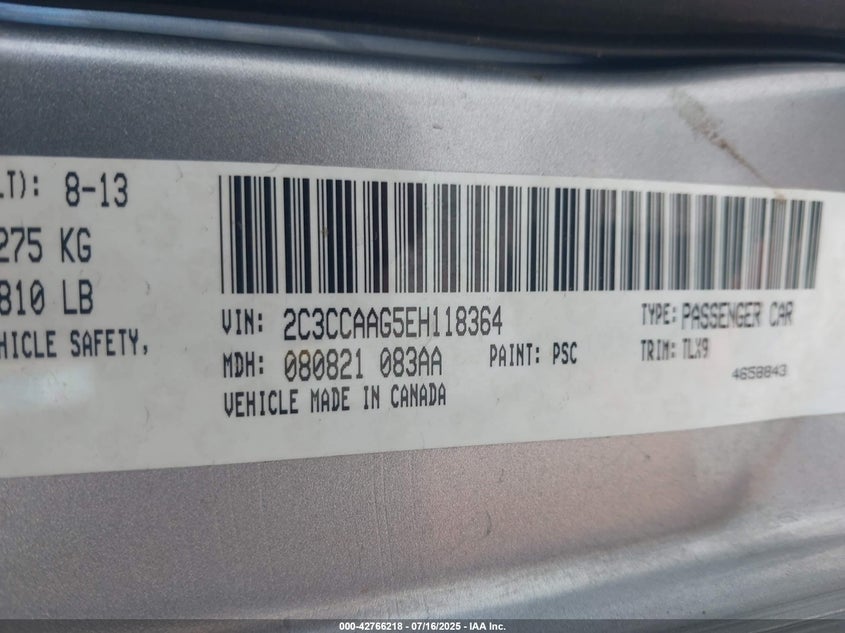 LT): 8-13
275 KG
810 LB
HICLE SAFETY,
VIN: 2C3CCAAG5EH118364
TYPE: PASSENGER CAR
MDH: 080821 083AA
PAINT: PSC
TRIM: TLX9
VEHICLE MADE IN CANADA
4658843
000-42766218 - 07/16/2025 - IAA Inc.